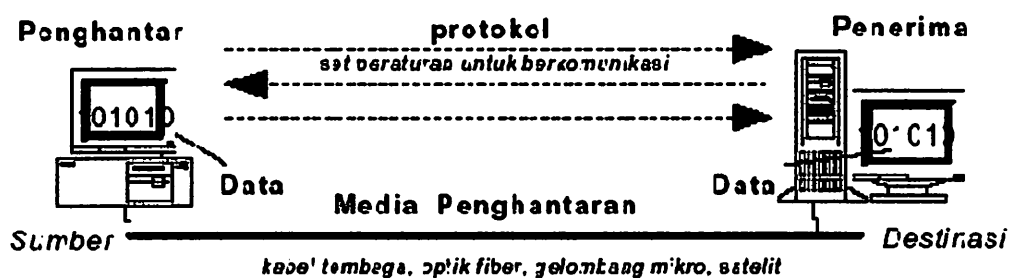 Penghantar protokol Penerima
set peraturan untuk berkomunikasi
101010
Data Data
Media Penghantaran
Sumber Destinasi
kabel tembaga, optik fiber, gelombang mikro, satelit